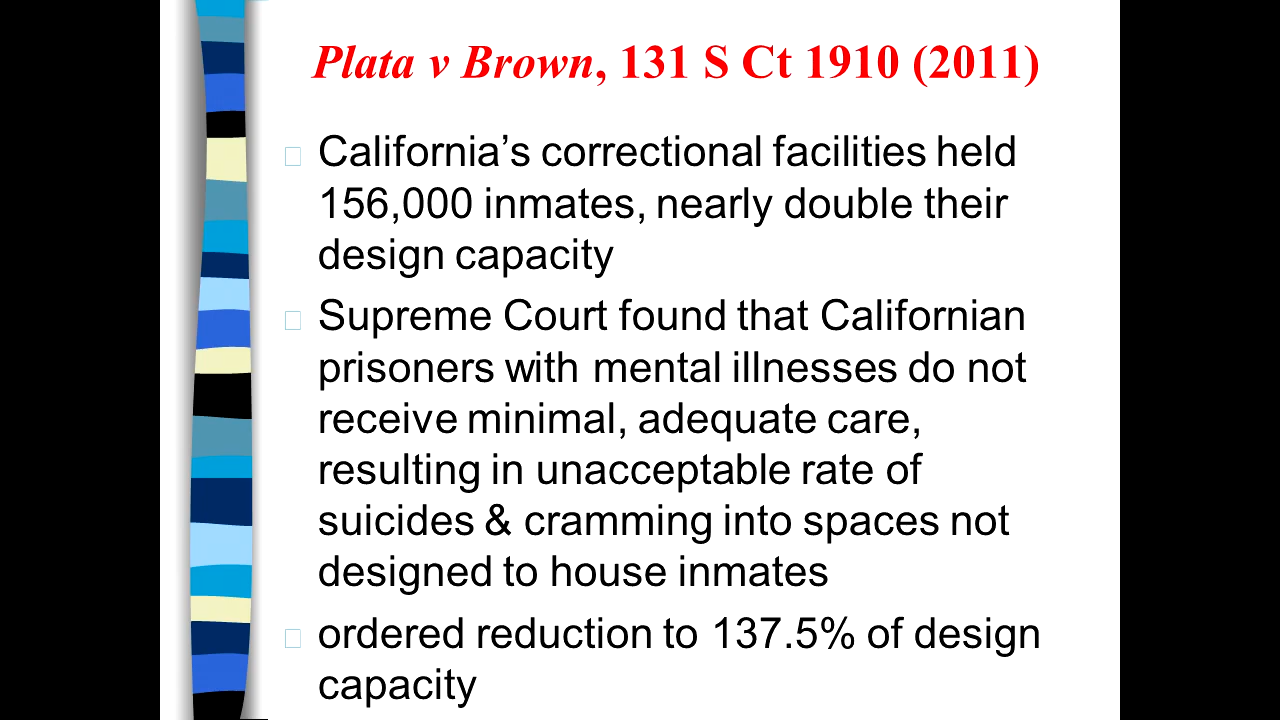 Plata v Brown, 131 S Ct 1910 (2011)
California’s correctional facilities held
156,000 inmates, nearly double their
design capacity
Supreme Court found that Californian
prisoners with mental illnesses do not
receive minimal, adequate care,
resulting in unacceptable rate of
suicides & cramming into spaces not
designed to house inmates
ordered reduction to 137.5% of design
capacity